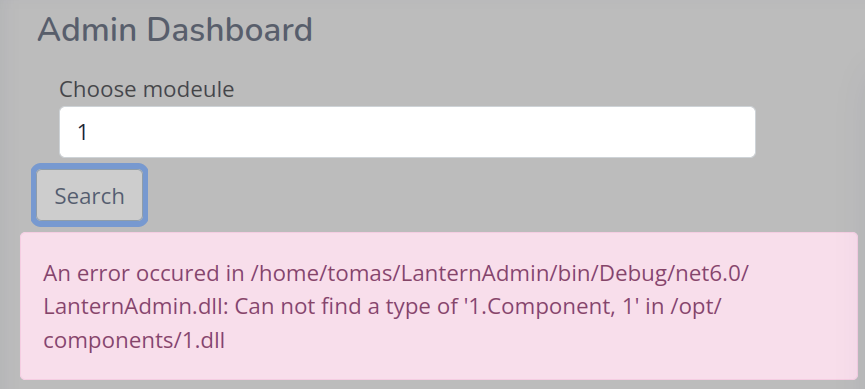 Admin Dashboard
Choose modeule
1
Search
An error occured in /home/tomas/LanternAdmin/bin/Debug/net6.0/
LanternAdmin.dll: Can not find a type of '1.Component, 1' in /opt/
components/1.dll